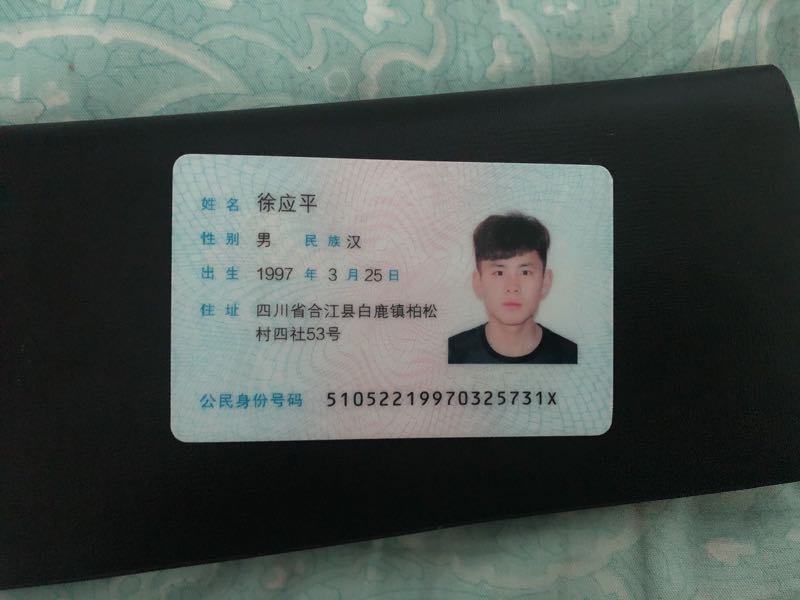 姓名 徐应平
性别 男 民族 汉
出生 1997 年 3 月 25 日
住址 四川省合江县白鹿镇柏松
村四社53号
公民身份号码 51052219970325731X